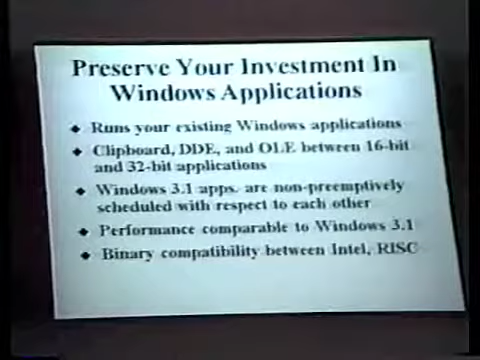 Preserve Your Investment In
Windows Applications
◆ Runs your existing Windows applications
◆ Clipboard, DDE, and OLE between 16-bit
and 32-bit applications
◆ Windows 3.1 apps. are non-preemptively
scheduled with respect to each other
◆ Performance comparable to Windows 3.1
◆ Binary compatibility between Intel, RISC